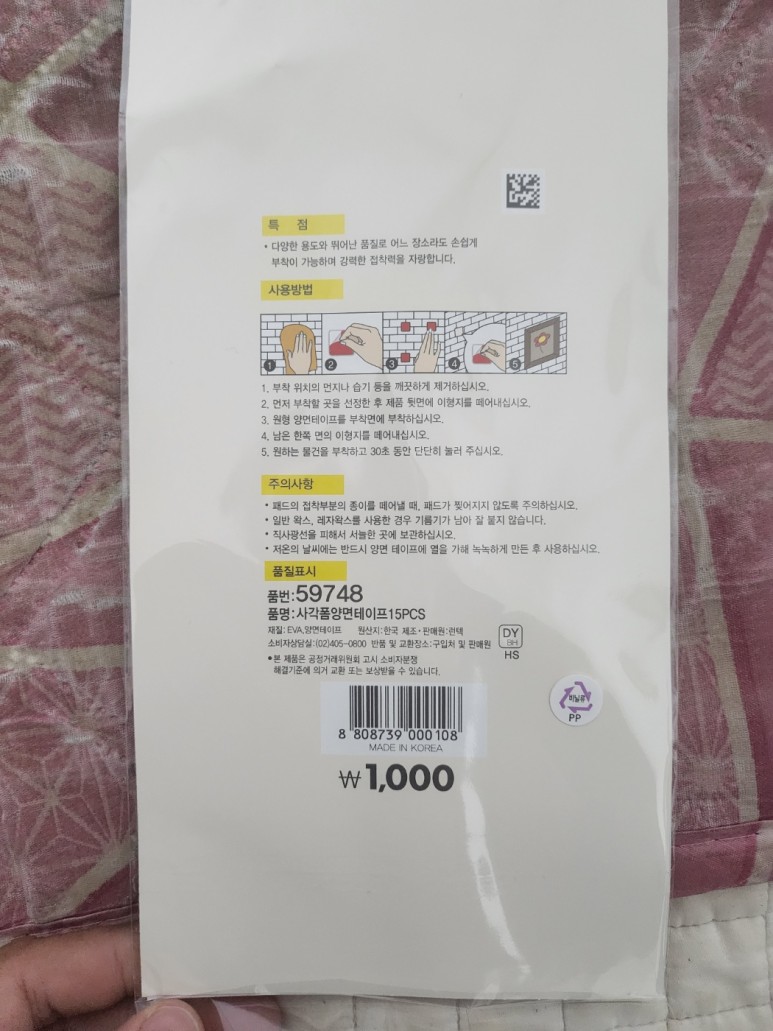 특 점
• 다양한 용도와 뛰어난 품질로 어느 장소라도 손쉽게
부착이 가능하며 강력한 접착력을 자랑합니다.
사용방법
1 2 3 4 5
1. 부착 위치의 먼지나 습기 등을 깨끗하게 제거하십시오.
2. 먼저 부착할 곳을 선정한 후 제품 뒷면에 이형지를 떼어내십시오.
3. 원형 양면테이프를 부착면에 부착하십시오.
4. 남은 한쪽 면의 이형지를 떼어내십시오.
5. 원하는 물건을 부착하고 30초 동안 단단히 눌러 주십시오.
주의사항
• 패드의 접착부분의 종이를 떼어낼 때, 패드가 찢어지지 않도록 주의하십시오.
• 일반 왁스, 레자왁스를 사용한 경우 기름기가 남아 잘 붙지 않습니다.
• 직사광선을 피해서 서늘한 곳에 보관하십시오.
• 저온의 날씨에는 반드시 양면 테이프에 열을 가해 녹녹하게 만든 후 사용하십시오.
품질표시
품번:59748
품명:사각폼양면테이프15PCS
재질: EVA,양면테이프 원산지:한국 제조·판매원:런텍
소비자상담실:(02)405-0800 반품 및 교환장소:구입처 및 판매원
•본 제품은 공정거래위원회 고시 소비자분쟁
해결기준에 의거 교환 또는 보상받을 수 있습니다.
DY
BH
HS
비닐류
PP
8 808739 000108
MADE IN KOREA
₩1,000